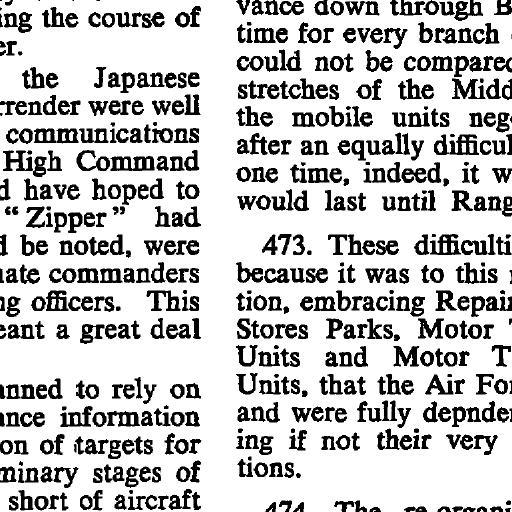 ing the course of
er.
the Japanese
rrender were well
communications
High Command
d have hoped to
“Zipper” had
d be noted, were
nate commanders
ng officers. This
eant a great deal
anned to rely on
ance information
on of targets for
minary stages of
short of aircraft
vance down through B
time for every branch
could not be compared
stretches of the Midd
the mobile units neg
after an equally difficul
one time, indeed, it w
would last until Rang
473. These difficulti
because it was to this
tion, embracing Repair
Stores Parks, Motor
Units and Motor T
Units, that the Air For
and were fully depnder
ing if not their very
tions.
474. The re-organi